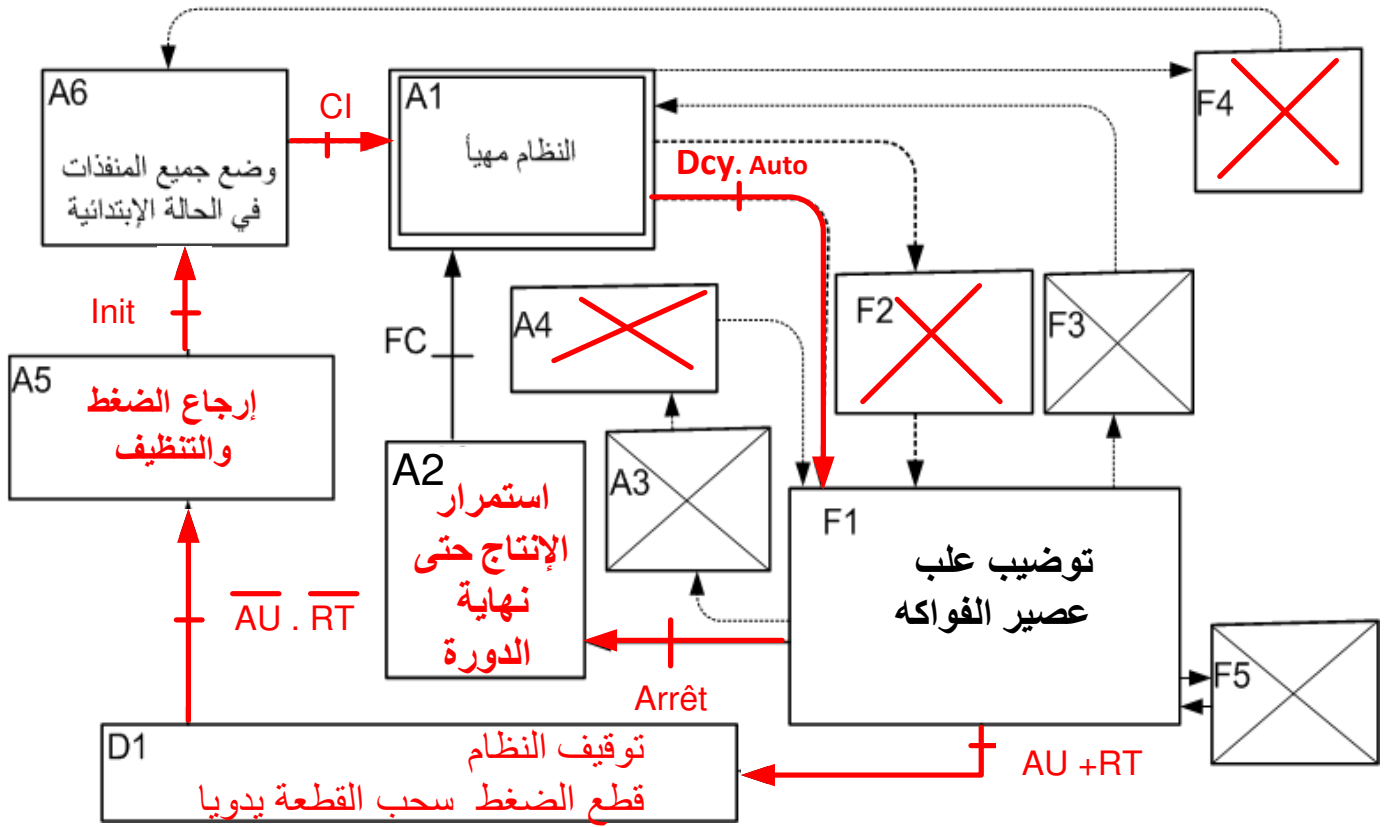 A6
وضع جميع المنفذات
في الحالة الإبتدائية
CI
A1
النظام مهيأ
Dcy. Auto
F4
Init
FC
A4
F2
F3
A5
إرجاع الضغط
والتنظيف
A2
استمرار
الإنتاج حتى
نهاية
الدورة
A3
F1
توضيب علب
عصير الفواكه
AU . RT
Arrêt
F5
D1
توقيف النظام
قطع الضغط سحب القطعة يدويا
AU +RT